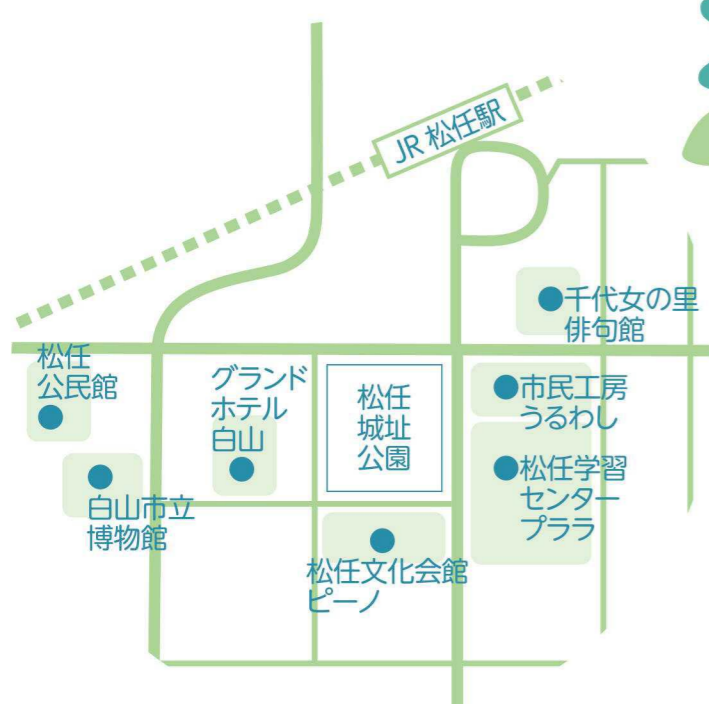 JR 松任駅
千代女の里
俳句館
松任
公民館
グランド
ホテル
白山
松任
城址
公園
市民工房
うるわし
松任学習
センター
プララ
白山市立
博物館
松任文化会館
ピーノ